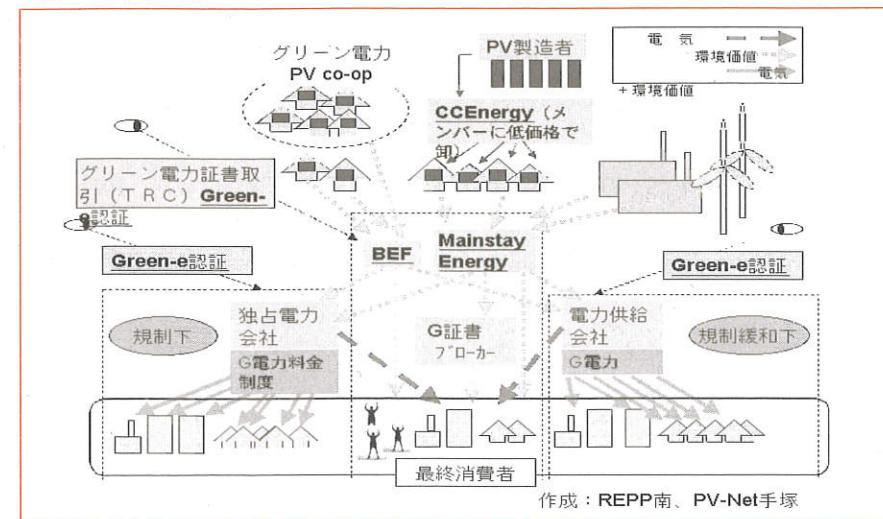 グリーン電力
PV co-op
PV製造者
電 気
環境価値
電気
+環境価値
CCEnergy（メ
ンバーに低価格で
卸）
グリーン電力証書取
引（TRC）Green-
e認証
Green-e認証
BEF
Mainstay
Energy
Green-e認証
規制下
独占電力
会社
G電力料金
制度
G証書
ブローカー
電力供給
会社
G電力
規制緩和下
最終消費者
作成：REPP南、PV-Net手塚